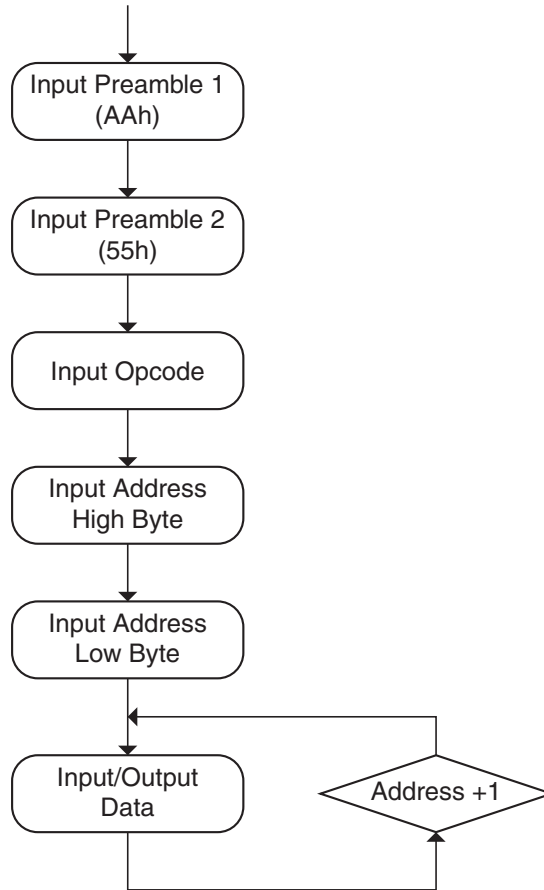 Input Preamble 1
(AAh)
Input Preamble 2
(55h)
Input Opcode
Input Address
High Byte
Input Address
Low Byte
Input/Output
Data
Address +1